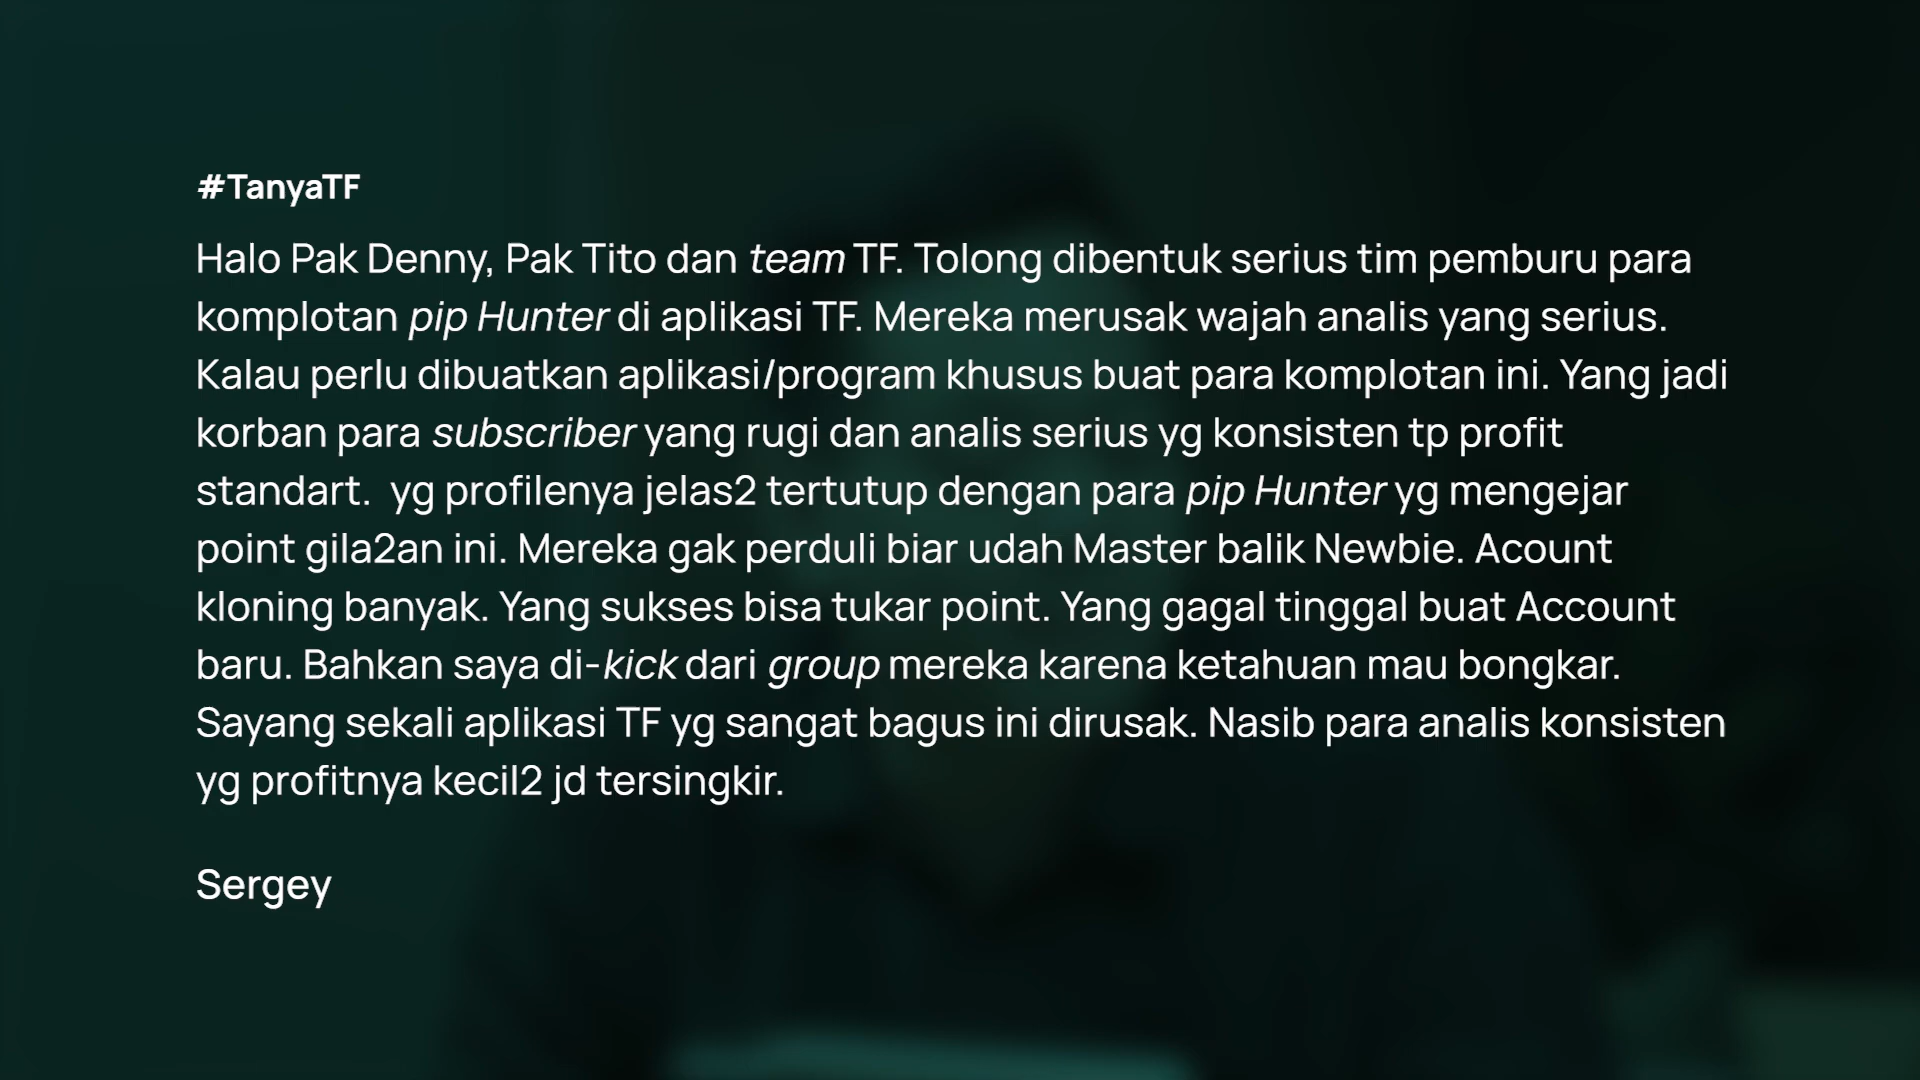 #TanyaTF
Halo Pak Denny, Pak Tito dan team TF. Tolong dibentuk serius tim pemburu para
komplotan pip Hunter di aplikasi TF. Mereka merusak wajah analis yang serius.
Kalau perlu dibuatkan aplikasi/program khusus buat para komplotan ini. Yang jadi
korban para subscriber yang rugi dan analis serius yg konsisten tp profit
standart.  yg profilenya jelas2 tertutup dengan para pip Hunter yg mengejar
point gila2an ini. Mereka gak perduli biar udah Master balik Newbie. Acount
kloning banyak. Yang sukses bisa tukar point. Yang gagal tinggal buat Account
baru. Bahkan saya di-kick dari group mereka karena ketahuan mau bongkar.
Sayang sekali aplikasi TF yg sangat bagus ini dirusak. Nasib para analis konsisten
yg profitnya kecil2 jd tersingkir.
Sergey